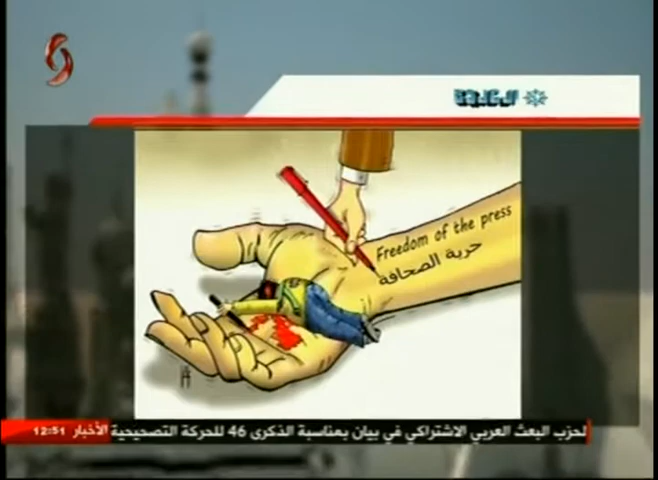 Freedom of the press
حرية الصحافة
لحزب البعث العربي الاشتراكي في بيان بمناسبة الذكرى 46 للحركة التصحيحية
الأخبار 12:51